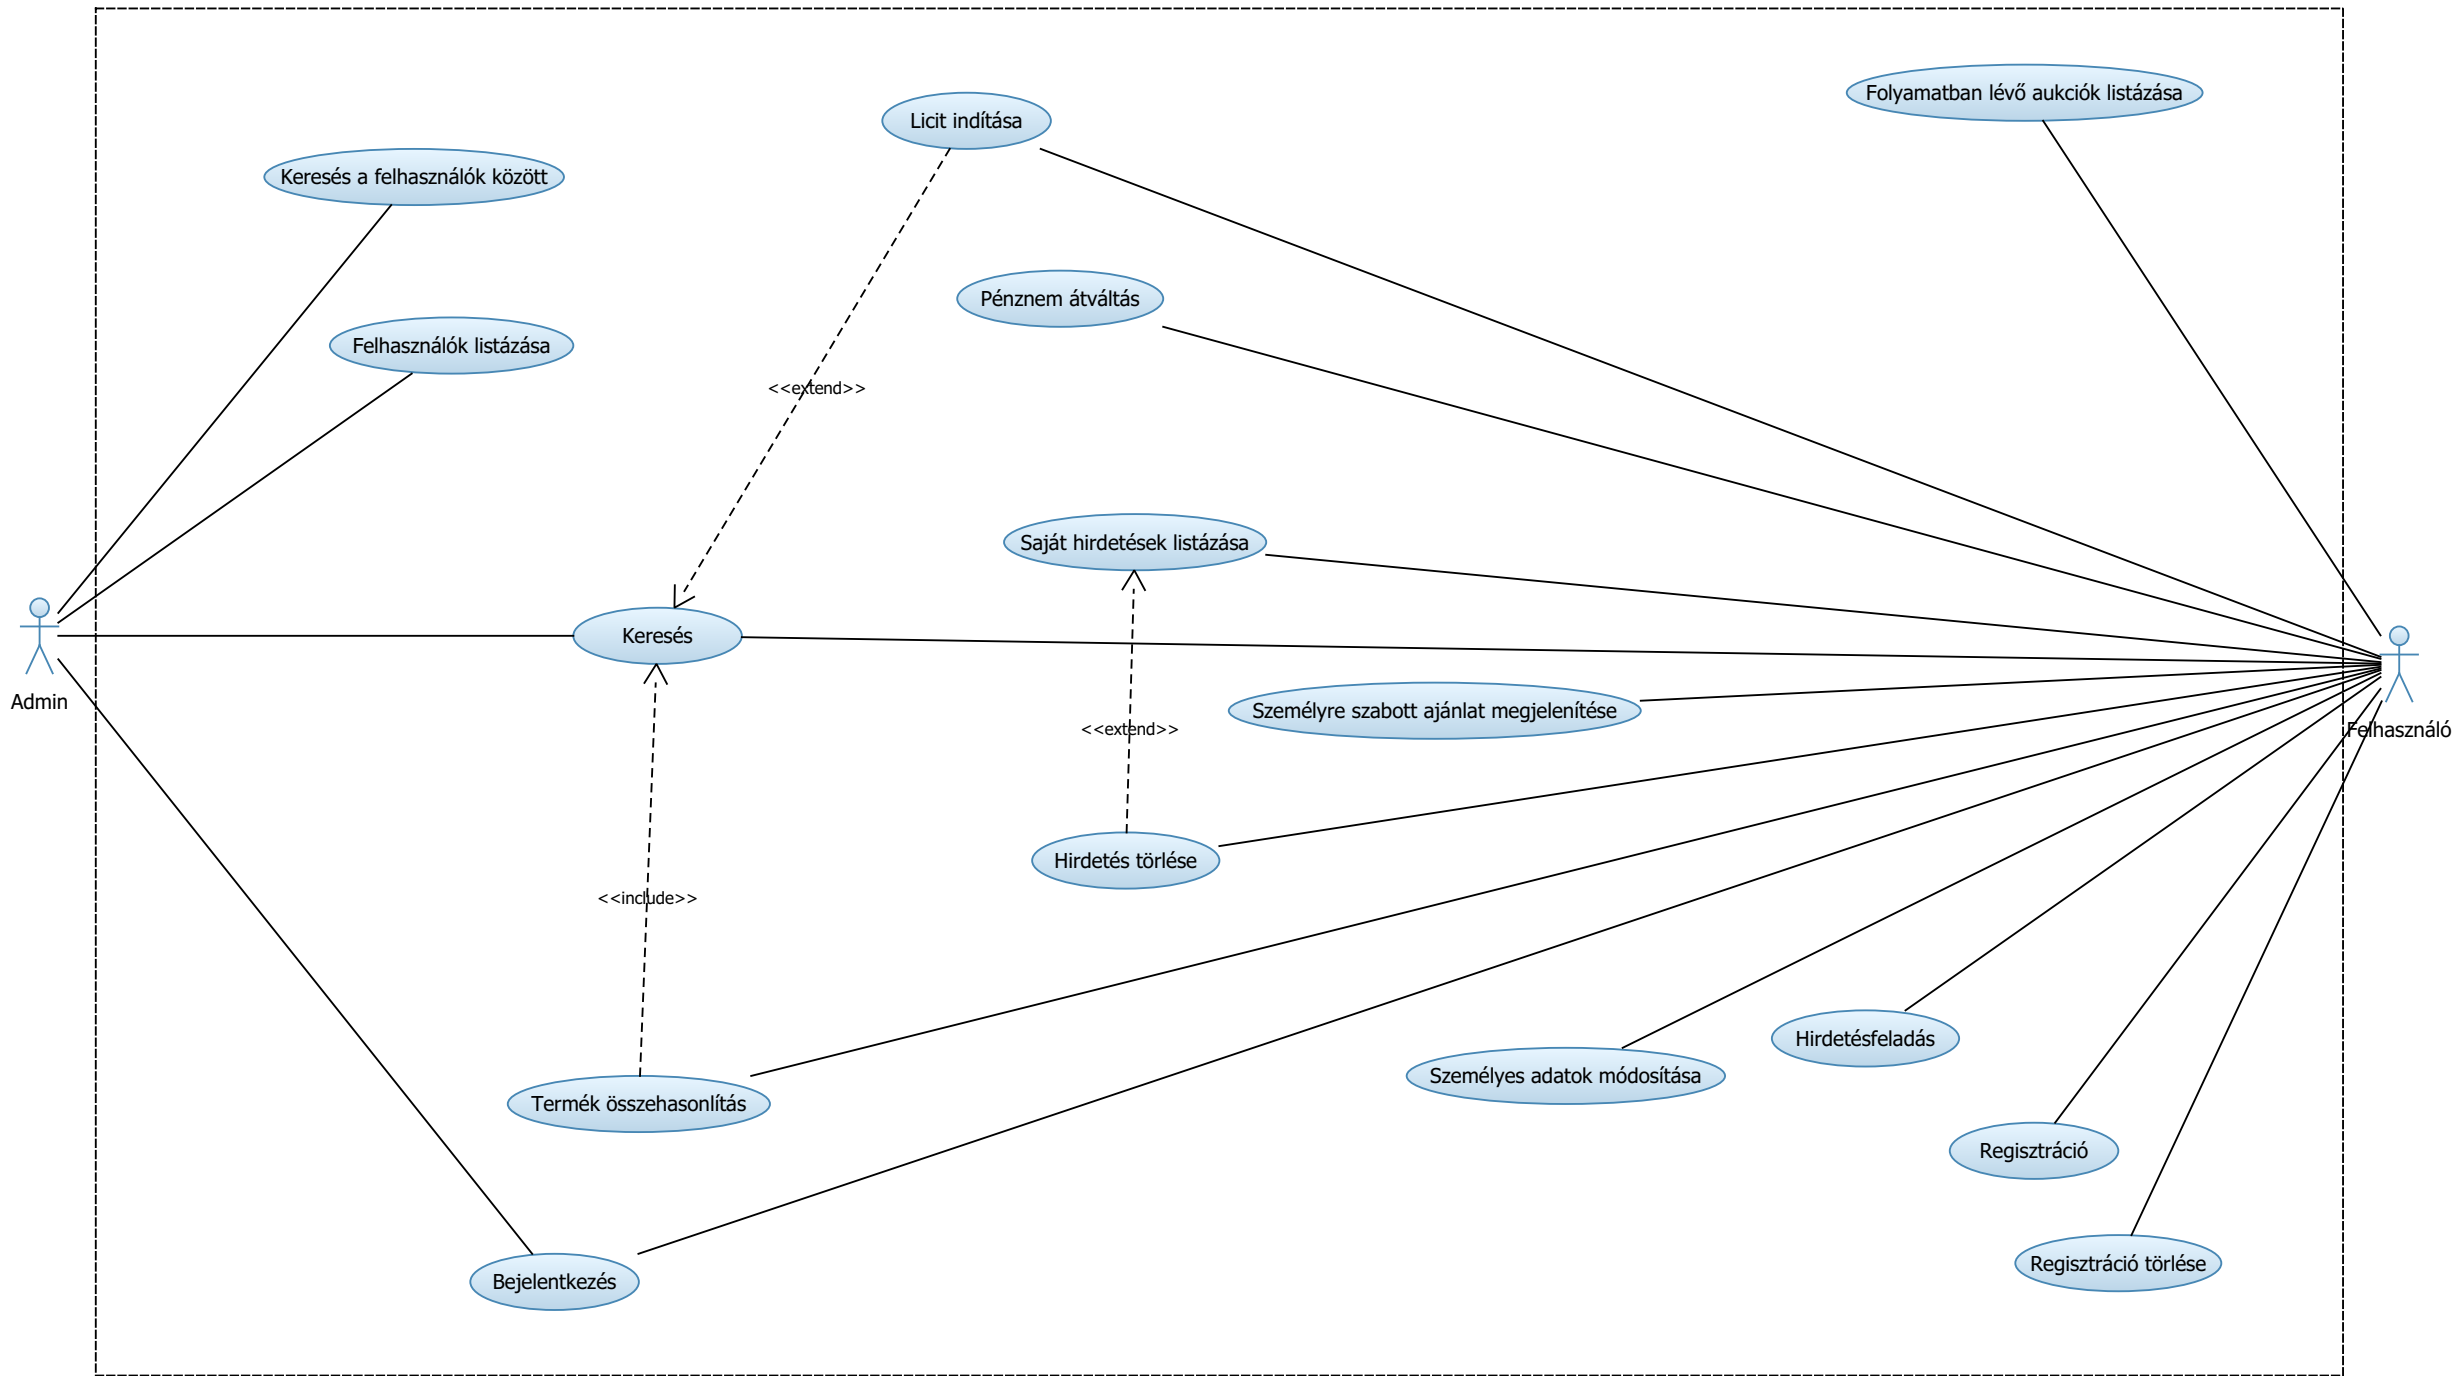 Folyamatban lévő aukciók listázása
Licit indítása
Keresés a felhasználók között
Pénznem átváltás
Felhasználók listázása
<<extend>>
Saját hirdetések listázása
Keresés
Admin
Személyre szabott ajánlat megjelenítése
<<extend>>
Felhasználó
Hirdetés törlése
<<include>>
Hirdetésfeladás
Személyes adatok módosítása
Termék összehasonlítás
Regisztráció
Regisztráció törlése
Bejelentkezés